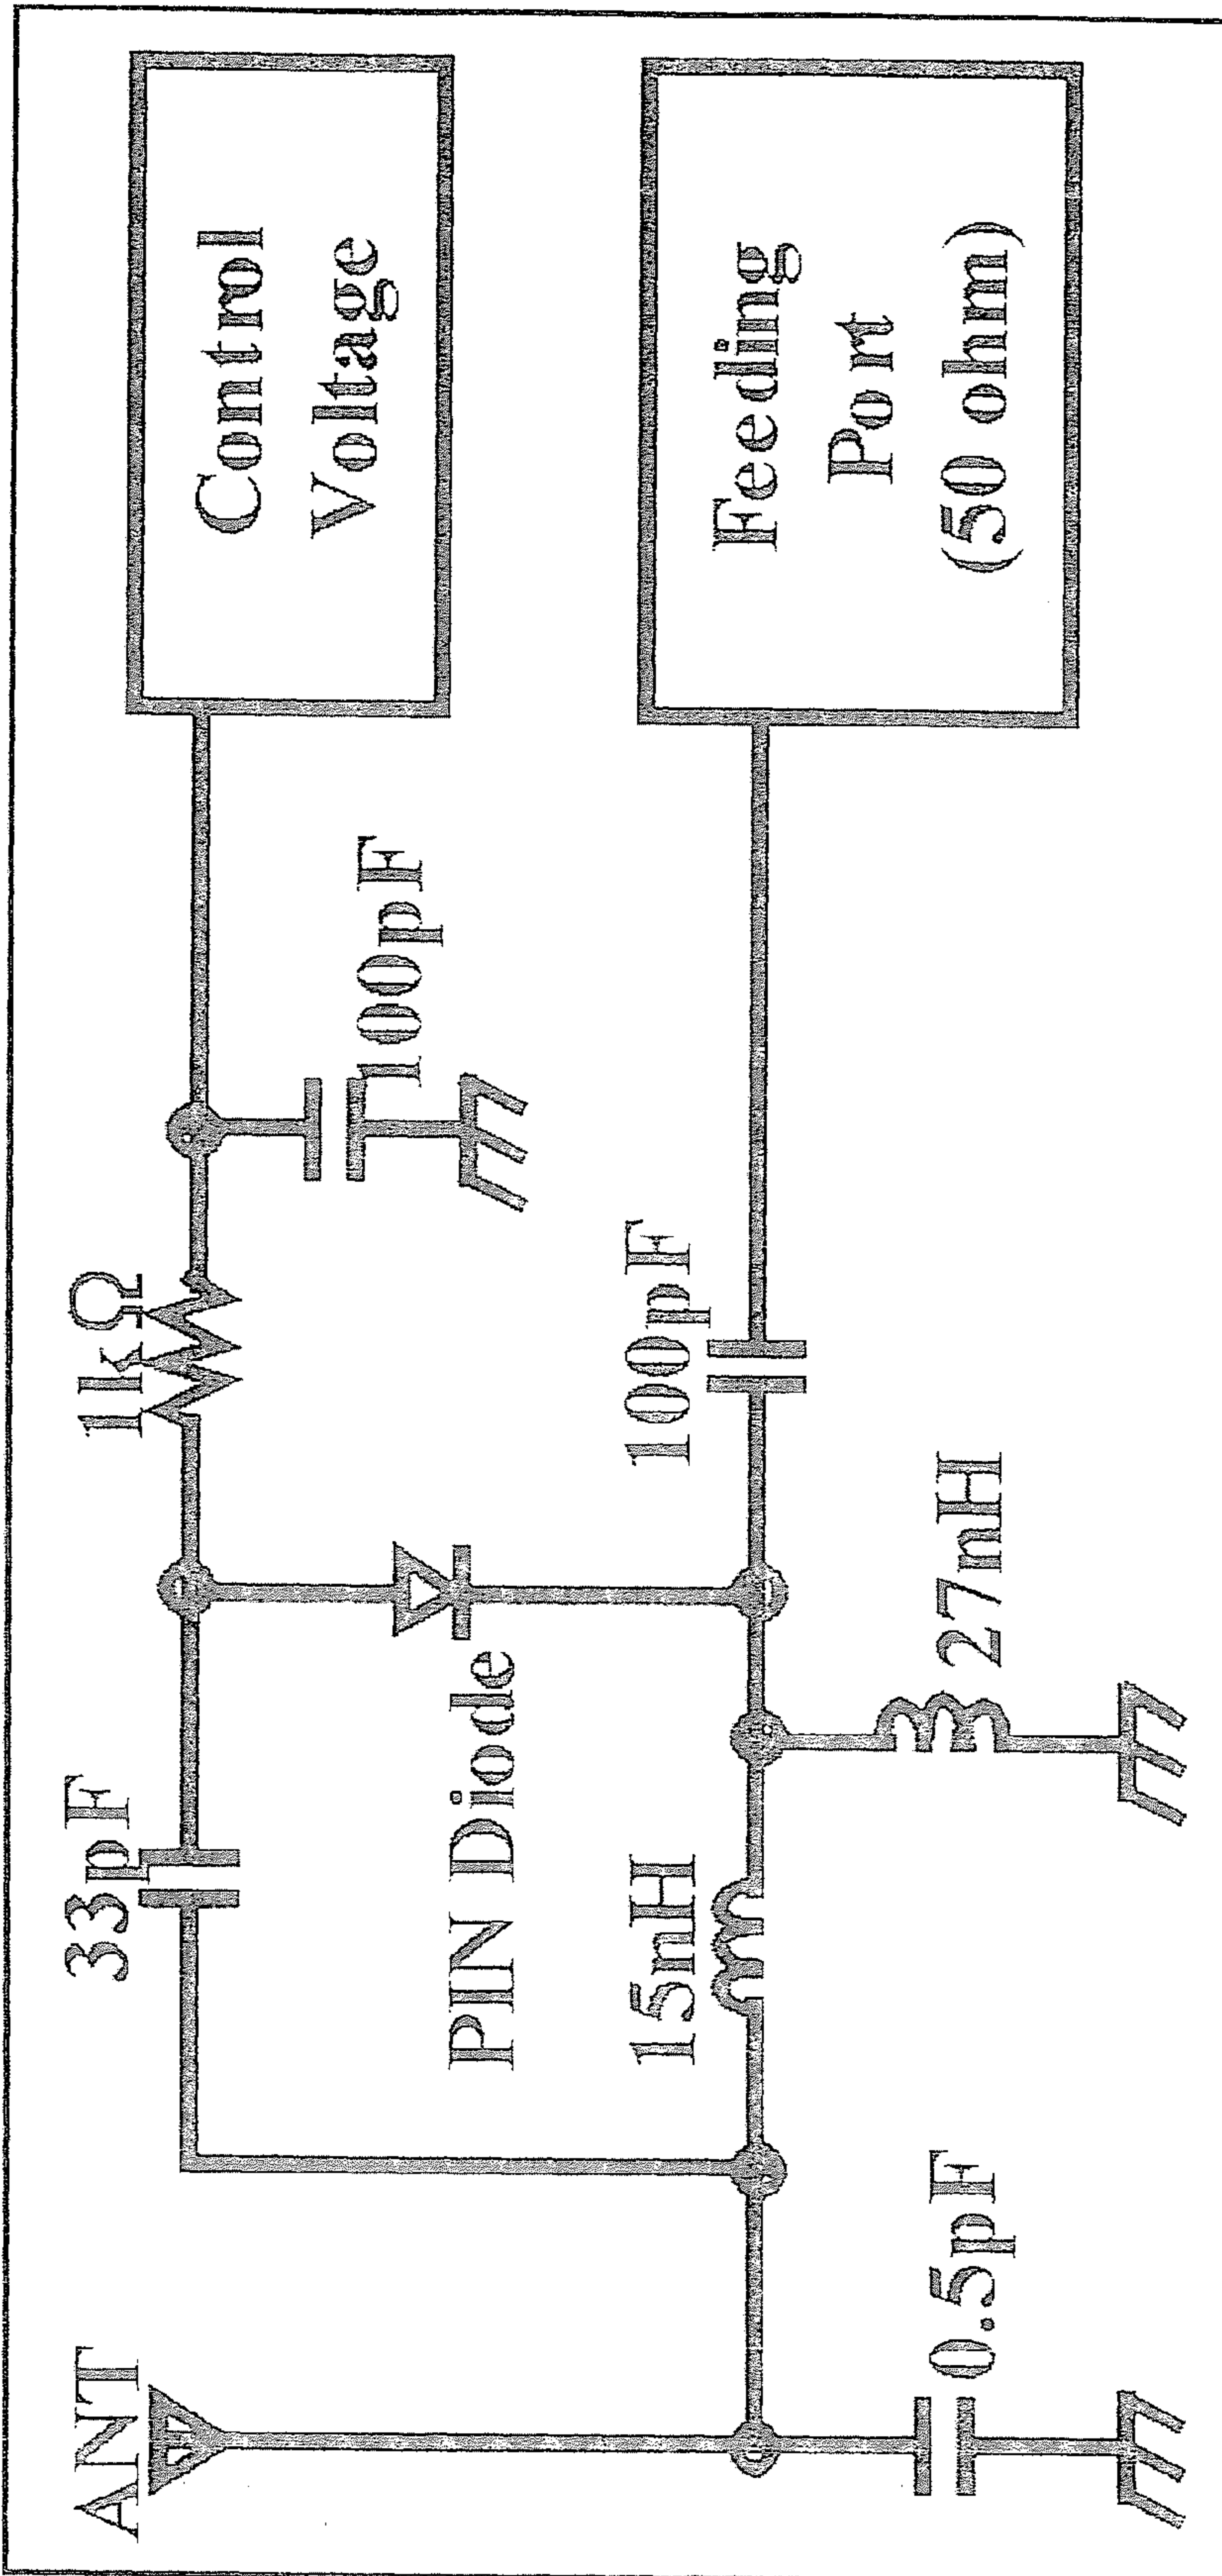 ANT
33pF
1kΩ
Control
Voltage
100pF
PIN Diode
15nH
100pF
Feeding
Port
(50 ohm)
0.5pF
27nH